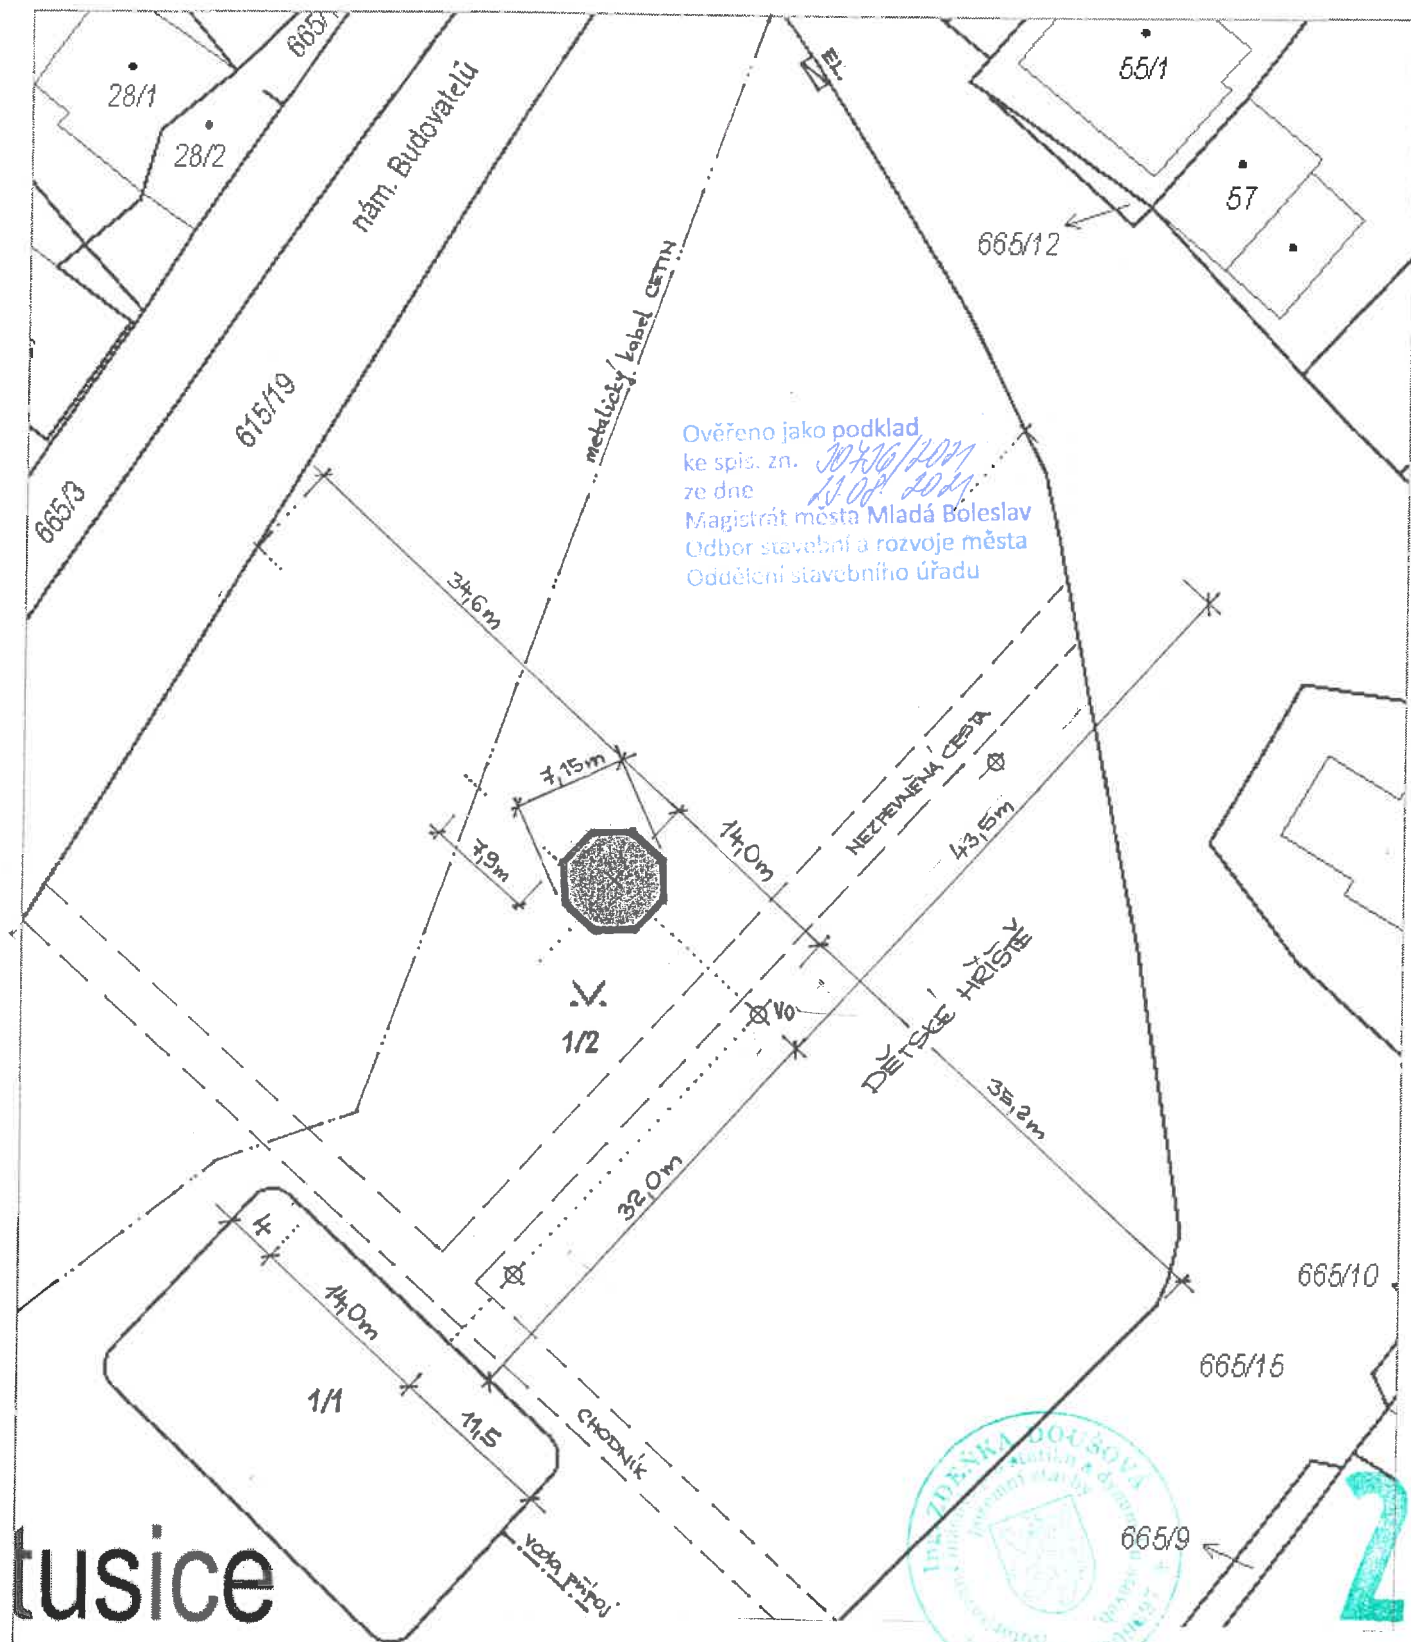 665/1
28/1
28/2
nám. Budovatelů
EL.
55/1
57
665/12
metalický kabel CETIN
615/19
665/3
Ověřeno jako podklad
ke spis. zn.
ze dne 2021
Magistrát města Mladá Boleslav
Odbor stavební a rozvoje města
Oddělení stavebního úřadu
34,6m
7,15m
7,9m
14,0m
NEZPEVNĚNÁ CESTA
43,5m
DĚTSKÉ HŘIŠTĚ
VO
1/2
35,2m
32,0m
4
14,0m
1/1
11,5
CHODNÍK
665/10
665/15
665/9
voda přípoj
tusice
ZDEŇKA DOUŠOVÁ
2